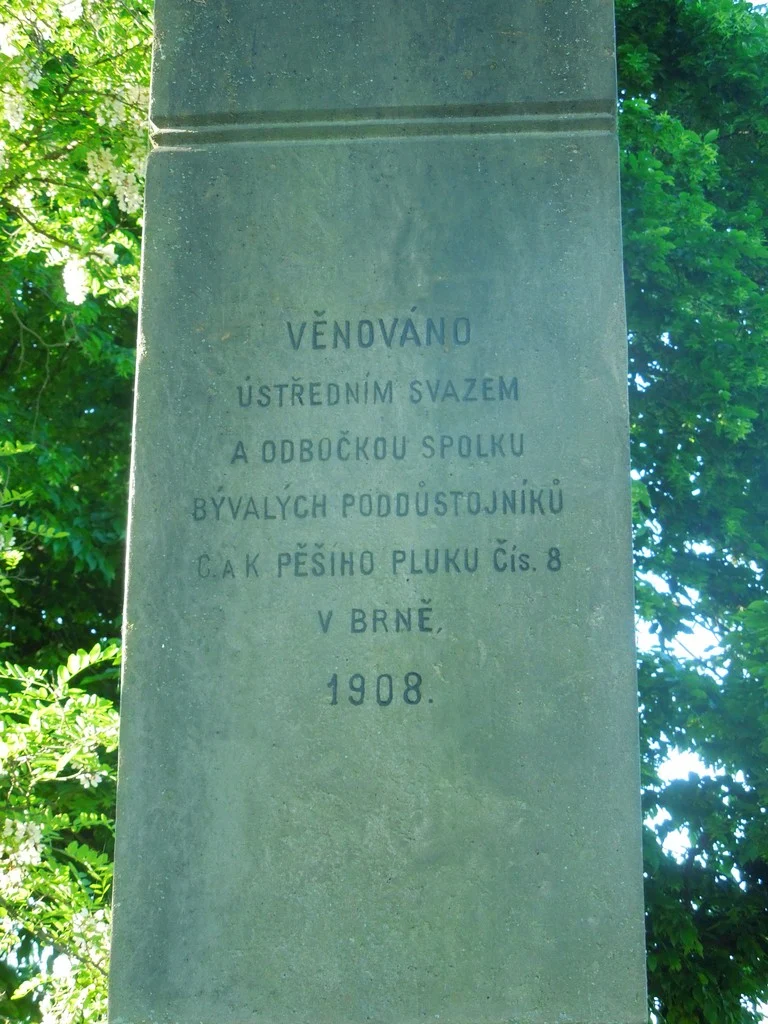 VĚNOVÁNO
ÚSTŘEDNÍM SVAZEM
A ODBOČKOU SPOLKU
BÝVALÝCH PODDŮSTOJNÍKŮ
C. a K PĚŠÍHO PLUKU Čís. 8
V BRNĚ,
1908.